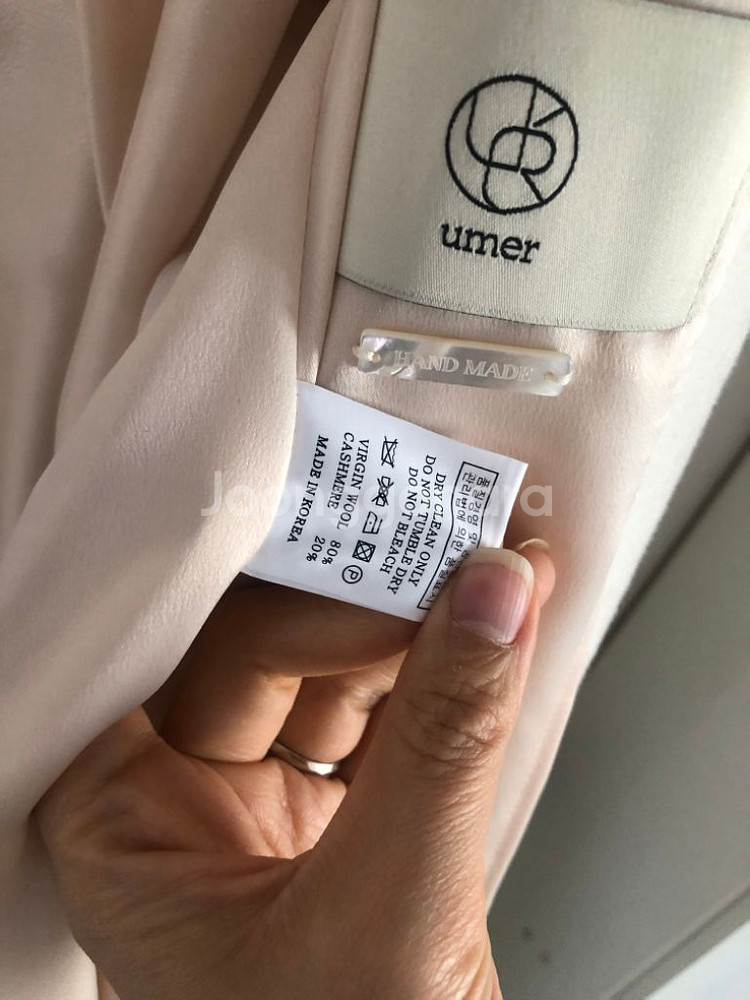 umer
HAND MADE
DRY CLEAN ONLY
DO NOT TUMBLE DRY
DO NOT BLEACH
P
VIRGIN WOOL 80%
CASHMERE 20%
MADE IN KOREA
Joonggonara